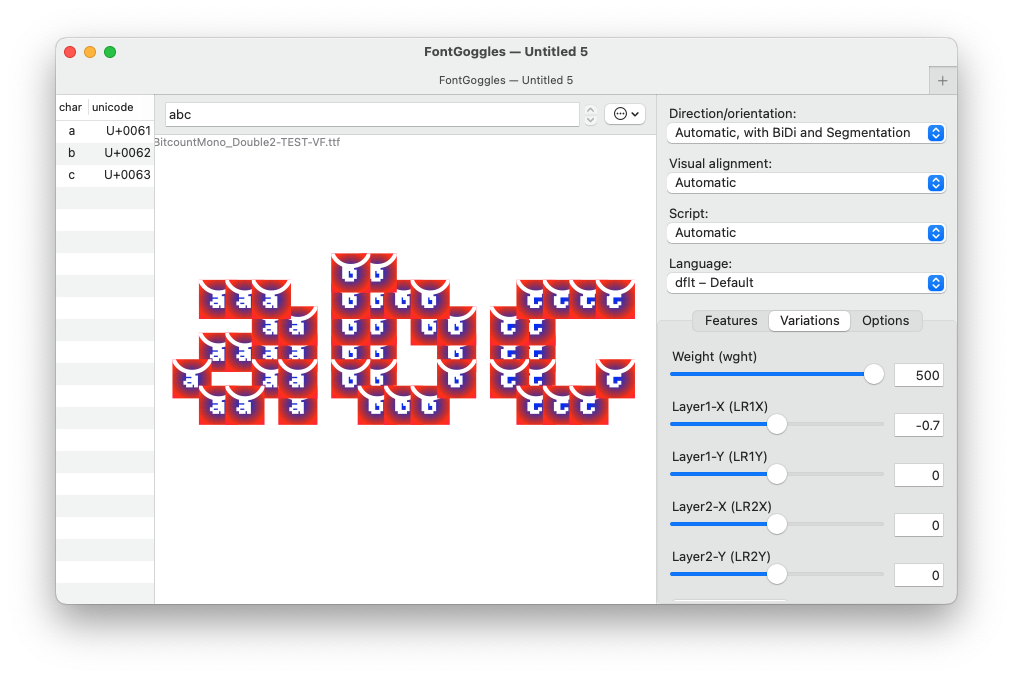 FontGoggles — Untitled 5
FontGoggles — Untitled 5
+
char unicode
a U+0061
b U+0062
c U+0063
abc
BitcountMono_Double2-TEST-VF.ttf
abc
Direction/orientation:
Automatic, with BiDi and Segmentation
Visual alignment:
Automatic
Script:
Automatic
Language:
dflt – Default
Features Variations Options
Weight (wght)
500
Layer1-X (LR1X)
-0.7
Layer1-Y (LR1Y)
0
Layer2-X (LR2X)
0
Layer2-Y (LR2Y)
0